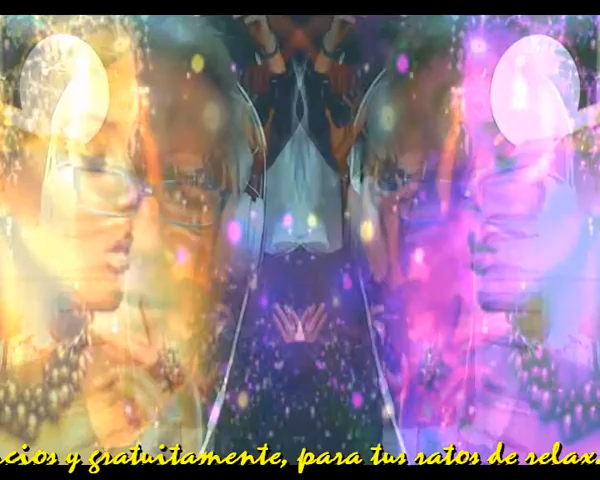 cios y gratuitamente, para tus ratos de relax.